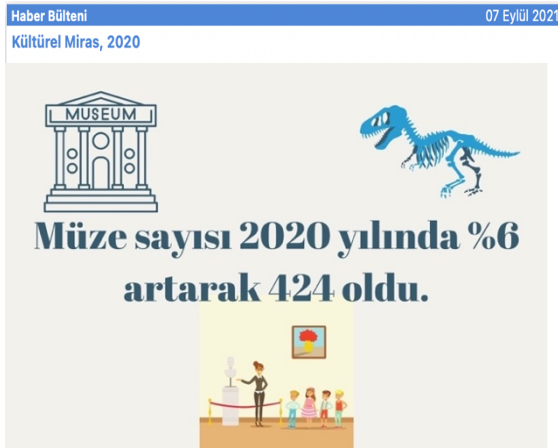 Haber Bülteni 07 Eylül 2021
Kültürel Miras, 2020
MUSEUM
Müze sayısı 2020 yılında %6
artarak 424 oldu.